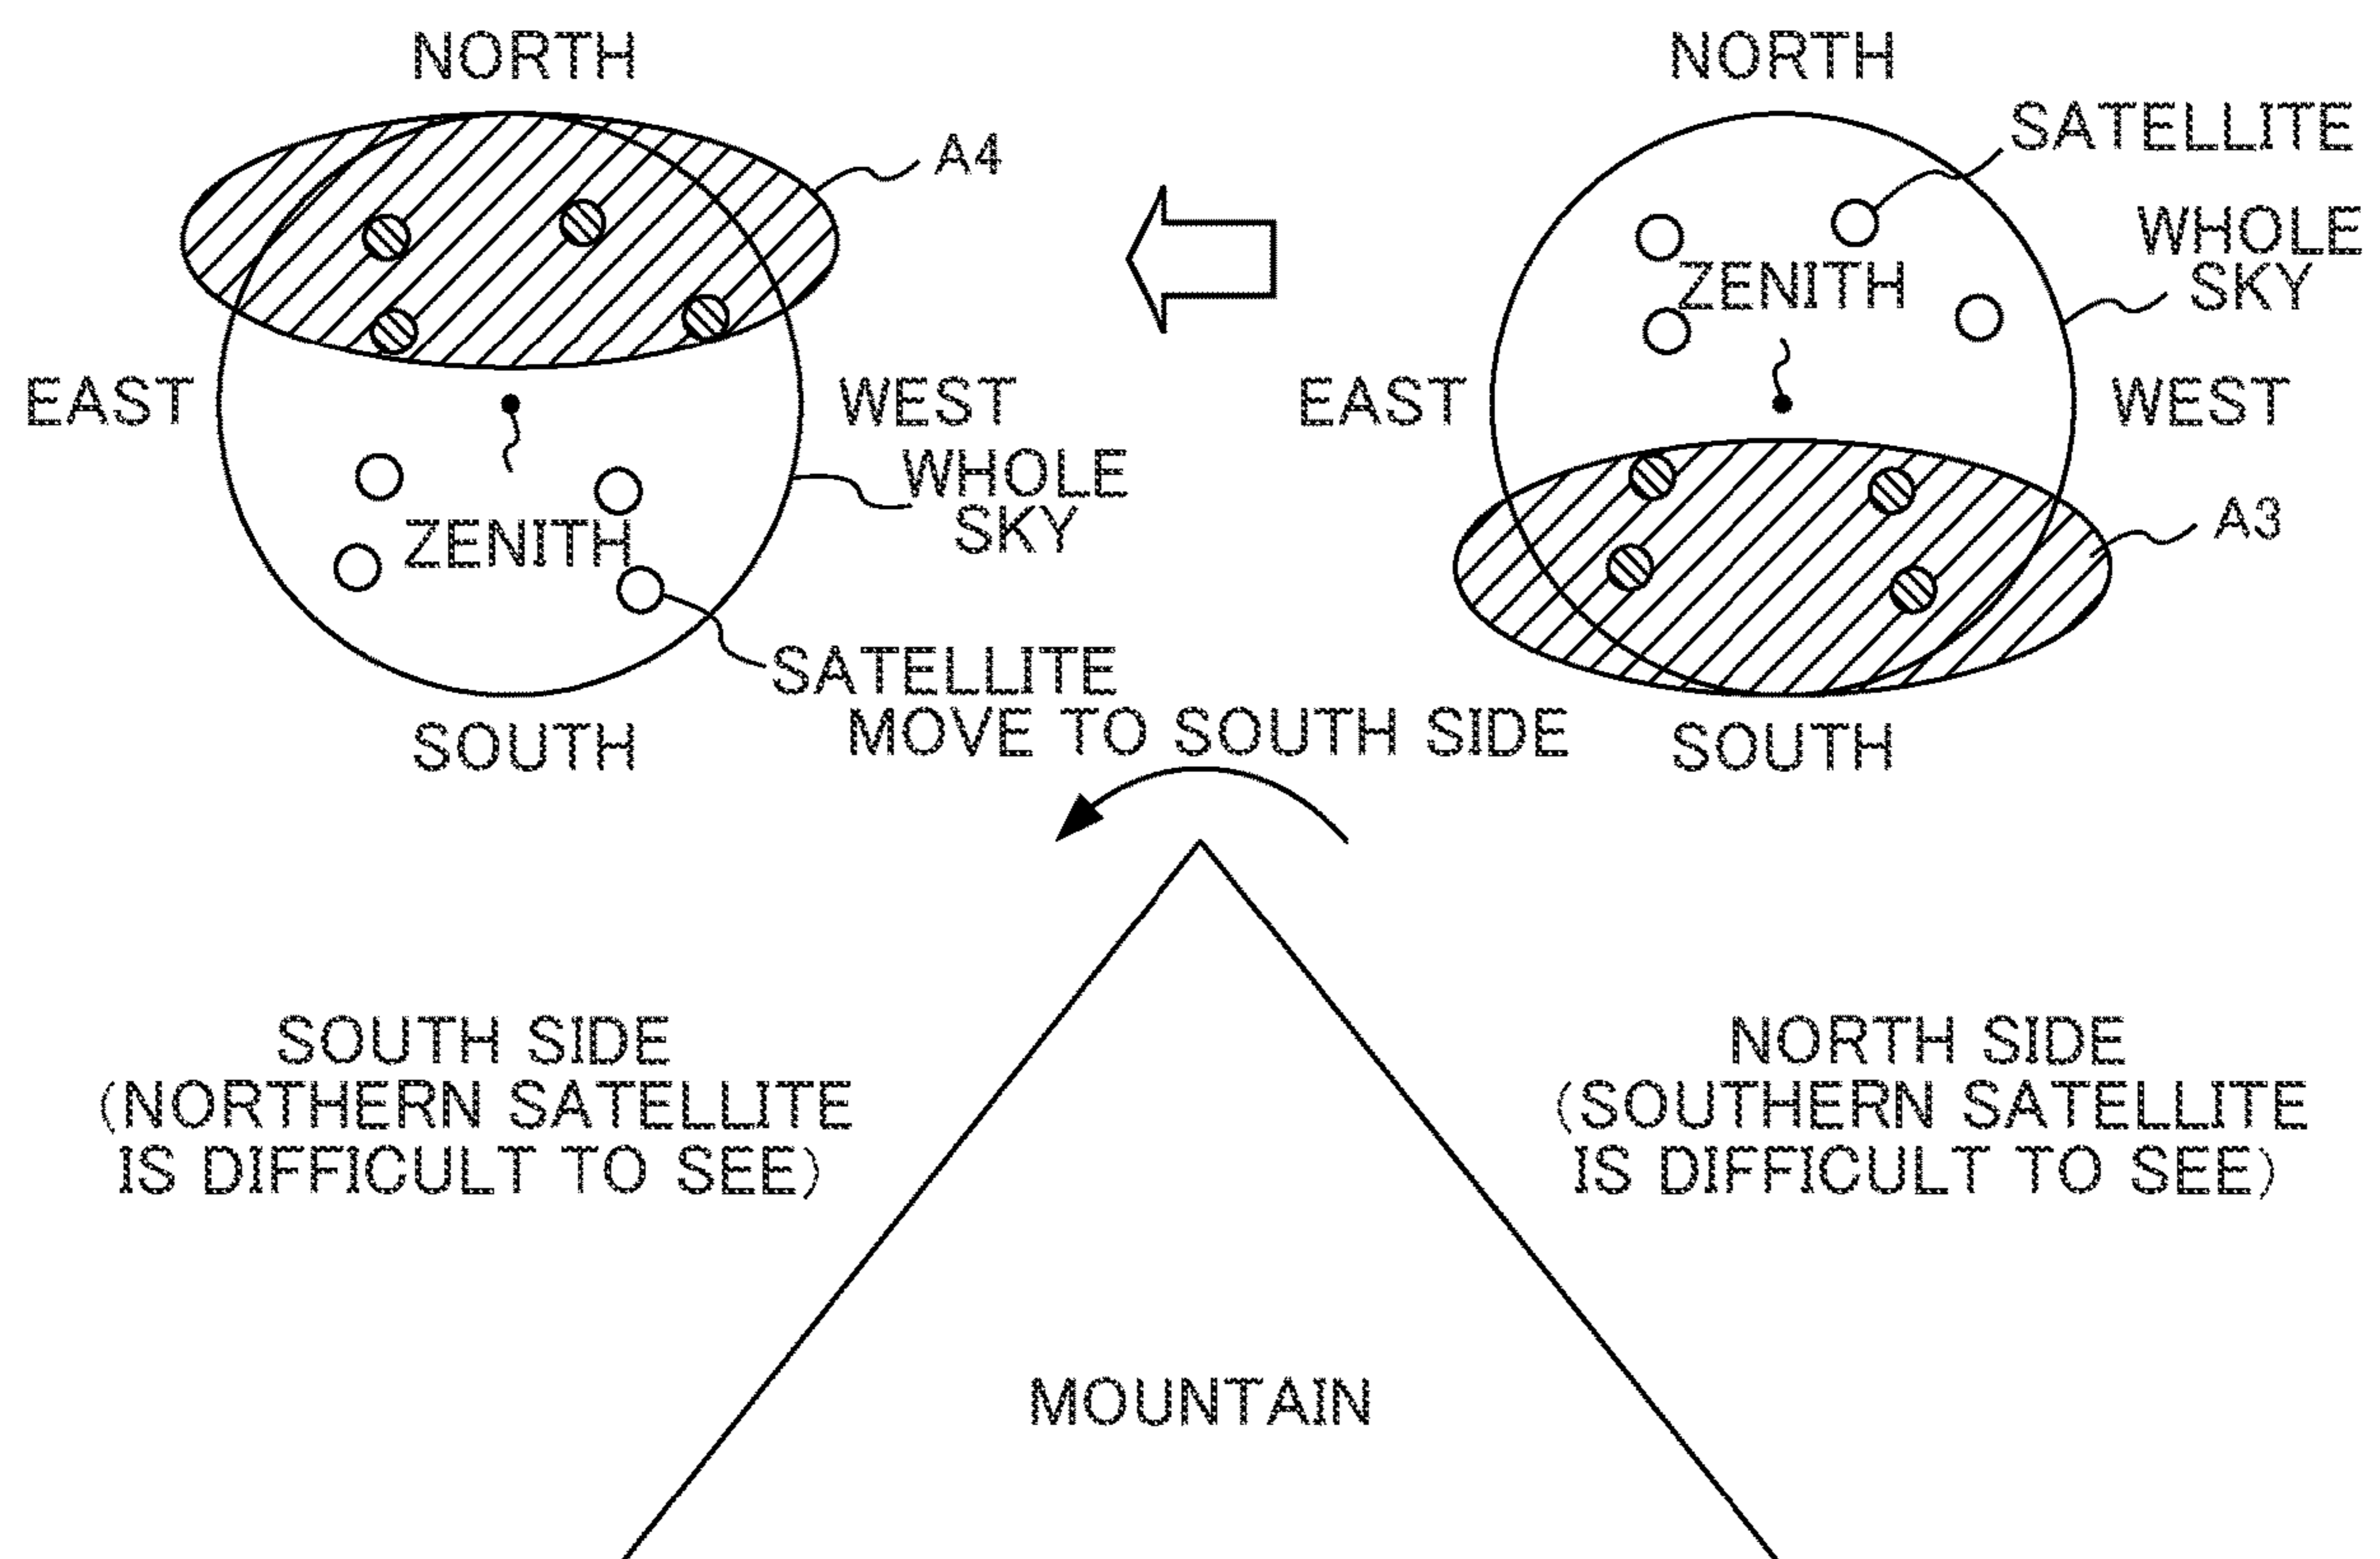 NORTH
A4
EAST
WEST
WHOLE
SKY
ZENITH
SATELLITE
SOUTH
NORTH
SATELLITE
WHOLE
SKY
ZENITH
EAST
WEST
A3
SOUTH
MOVE TO SOUTH SIDE
SOUTH SIDE
(NORTHERN SATELLITE
IS DIFFICULT TO SEE)
NORTH SIDE
(SOUTHERN SATELLITE
IS DIFFICULT TO SEE)
MOUNTAIN